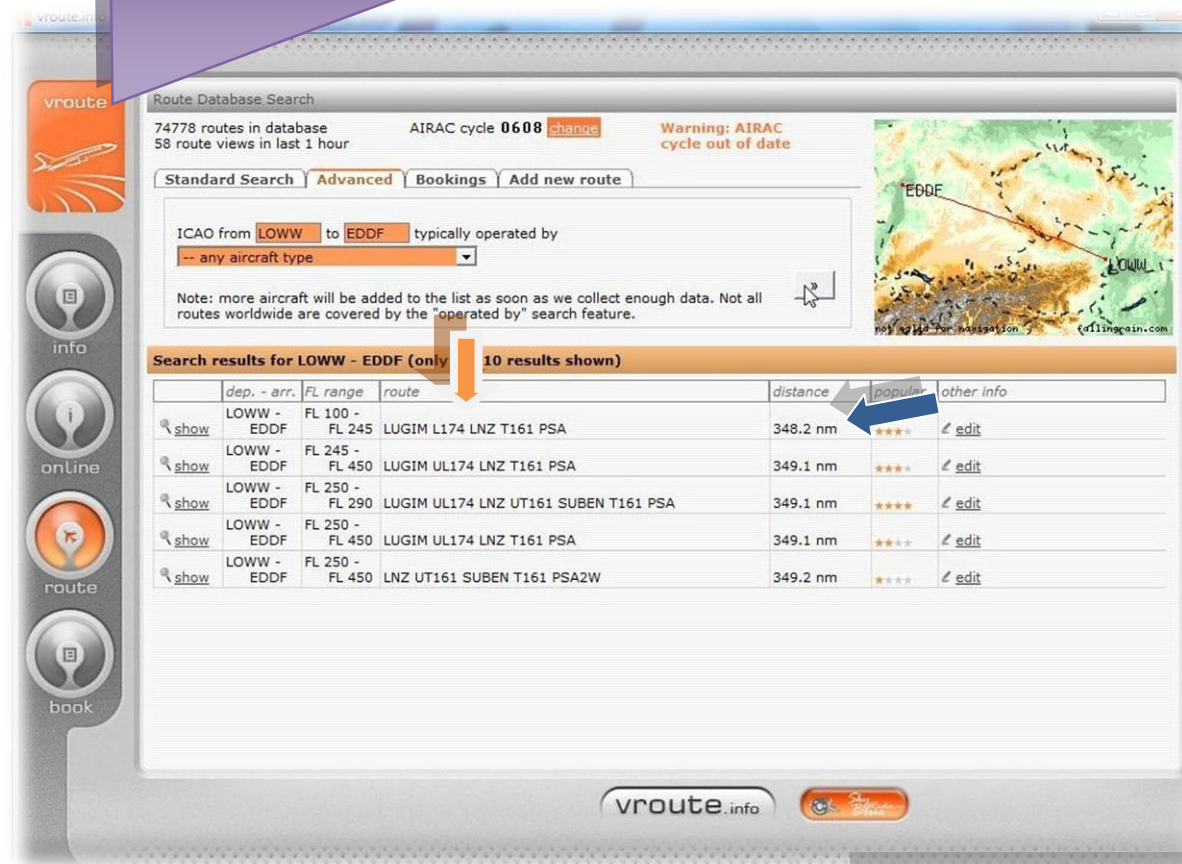 vroute.info
vroute
Route Database Search
74778 routes in database
58 route views in last 1 hour
AIRAC cycle 0608 change
Warning: AIRAC
cycle out of date
Standard Search
Advanced
Bookings
Add new route
ICAO from LOWW to EDDF typically operated by
-- any aircraft type
Note: more aircraft will be added to the list as soon as we collect enough data. Not all
routes worldwide are covered by the "operated by" search feature.
»
EDDF
LOWW
not valid for navigation
fallingrain.com
info
online
route
book
Search results for LOWW - EDDF (only 10 results shown)
dep. - arr. FL range route distance popular other info
show LOWW - EDDF FL 100 - FL 245 LUGIM L174 LNZ T161 PSA 348.2 nm edit
show LOWW - EDDF FL 245 - FL 450 LUGIM UL174 LNZ T161 PSA 349.1 nm edit
show LOWW - EDDF FL 250 - FL 290 LUGIM UL174 LNZ UT161 SUBEN T161 PSA 349.1 nm edit
show LOWW - EDDF FL 250 - FL 450 LUGIM UL174 LNZ T161 PSA 349.1 nm edit
show LOWW - EDDF FL 250 - FL 450 LNZ UT161 SUBEN T161 PSA2W 349.2 nm edit
vroute.info